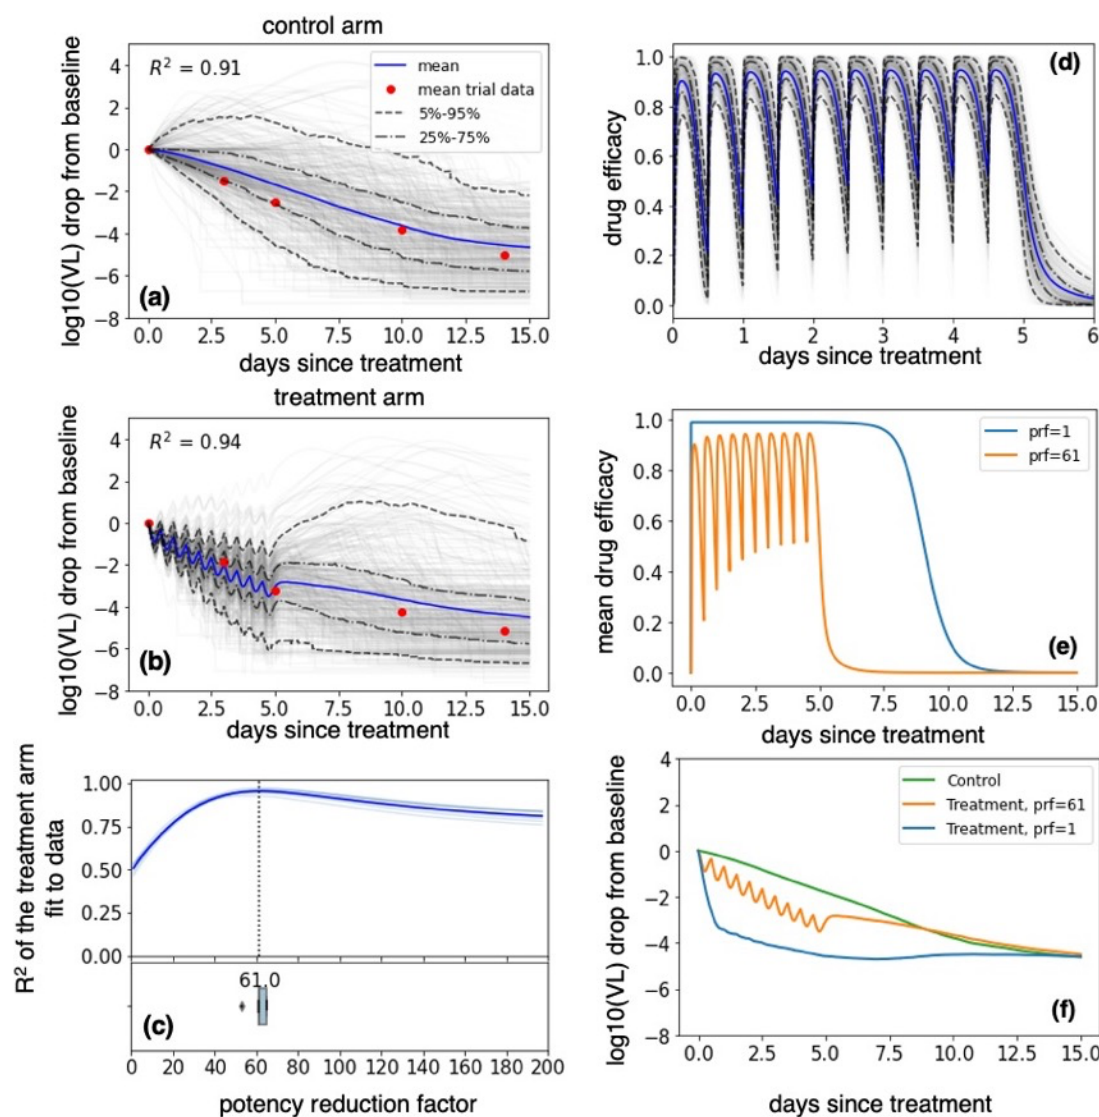 control arm
log10(VL) drop from baseline
R² = 0.91
mean
mean trial data
5%-95%
25%-75%
4
2
0
−2
−4
−6
−8
(a)
0.0 2.5 5.0 7.5 10.0 12.5 15.0
days since treatment
drug efficacy
(d)
1.0
0.8
0.6
0.4
0.2
0.0
0 1 2 3 4 5 6
days since treatment
treatment arm
log10(VL) drop from baseline
R² = 0.94
4
2
0
−2
−4
−6
−8
(b)
0.0 2.5 5.0 7.5 10.0 12.5 15.0
days since treatment
mean drug efficacy
prf=1
prf=61
1.0
0.8
0.6
0.4
0.2
0.0
(e)
0.0 2.5 5.0 7.5 10.0 12.5 15.0
days since treatment
R² of the treatment arm
fit to data
1.00
0.75
0.50
0.25
0.00
61.0
(c)
0 20 40 60 80 100 120 140 160 180 200
potency reduction factor
log10(VL) drop from baseline
Control
Treatment, prf=61
Treatment, prf=1
4
2
0
−2
−4
−6
−8
(f)
0.0 2.5 5.0 7.5 10.0 12.5 15.0
days since treatment